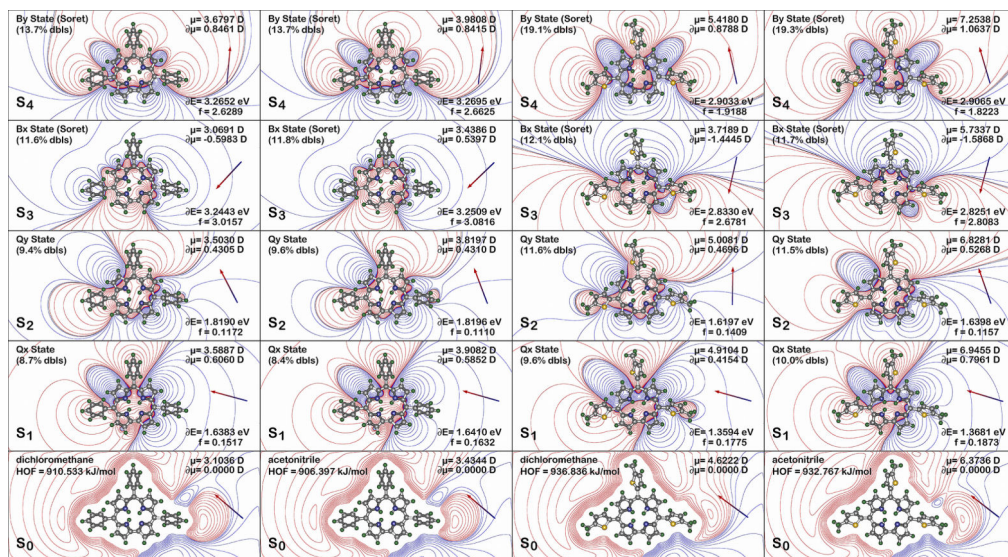 By State (Soret) μ= 3.6797 D
(13.7% dbls) ∂μ= 0.8461 D
S4 ∂E= 3.2652 eV
f = 2.6289
By State (Soret) μ= 3.9808 D
(13.7% dbls) ∂μ= 0.8415 D
S4 ∂E= 3.2695 eV
f = 2.6625
By State (Soret) μ= 5.4180 D
(19.1% dbls) ∂μ= 0.8788 D
S4 ∂E= 2.9033 eV
f = 1.9188
By State (Soret) μ= 7.2538 D
(19.3% dbls) ∂μ= 1.0637 D
S4 ∂E= 2.9065 eV
f = 1.8223
Bx State (Soret) μ= 3.0691 D
(11.6% dbls) ∂μ= -0.5983 D
S3 ∂E= 3.2443 eV
f = 3.0157
Bx State (Soret) μ= 3.4386 D
(11.8% dbls) ∂μ= 0.5397 D
S3 ∂E= 3.2509 eV
f = 3.0816
Bx State (Soret) μ= 3.7189 D
(12.1% dbls) ∂μ= -1.4445 D
S3 ∂E= 2.8330 eV
f = 2.6781
Bx State (Soret) μ= 5.7337 D
(11.7% dbls) ∂μ= -1.5868 D
S3 ∂E= 2.8251 eV
f = 2.8083
Qy State μ= 3.5030 D
(9.4% dbls) ∂μ= 0.4305 D
S2 ∂E= 1.8190 eV
f = 0.1172
Qy State μ= 3.8197 D
(9.6% dbls) ∂μ= 0.4310 D
S2 ∂E= 1.8196 eV
f = 0.1110
Qy State μ= 5.0081 D
(11.6% dbls) ∂μ= 0.4696 D
S2 ∂E= 1.6197 eV
f = 0.1409
Qy State μ= 6.8281 D
(11.5% dbls) ∂μ= 0.5268 D
S2 ∂E= 1.6398 eV
f = 0.1157
Qx State μ= 3.5887 D
(8.7% dbls) ∂μ= 0.6060 D
S1 ∂E= 1.6383 eV
f = 0.1517
Qx State μ= 3.9082 D
(8.4% dbls) ∂μ= 0.5852 D
S1 ∂E= 1.6410 eV
f = 0.1632
Qx State μ= 4.9104 D
(9.6% dbls) ∂μ= 0.4154 D
S1 ∂E= 1.3594 eV
f = 0.1775
Qx State μ= 6.9455 D
(10.0% dbls) ∂μ= 0.7961 D
S1 ∂E= 1.3681 eV
f = 0.1873
dichloromethane μ= 3.1036 D
HOF = 910.533 kJ/mol ∂μ= 0.0000 D
S0
acetonitrile μ= 3.4344 D
HOF = 906.397 kJ/mol ∂μ= 0.0000 D
S0
dichloromethane μ= 4.6222 D
HOF = 936.836 kJ/mol ∂μ= 0.0000 D
S0
acetonitrile μ= 6.3736 D
HOF = 932.767 kJ/mol ∂μ= 0.0000 D
S0